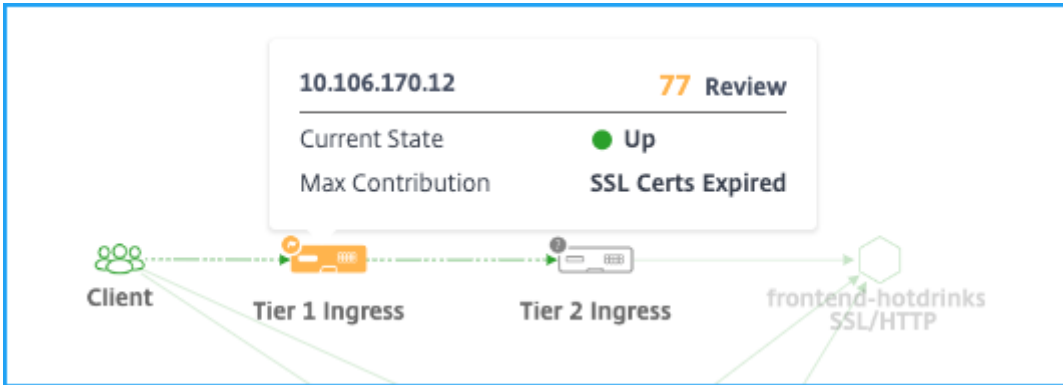 10.106.170.12 77 Review
Current State Up
Max Contribution SSL Certs Expired
?
Client
Tier 1 Ingress
Tier 2 Ingress
frontend-hotdrinks
SSL/HTTP